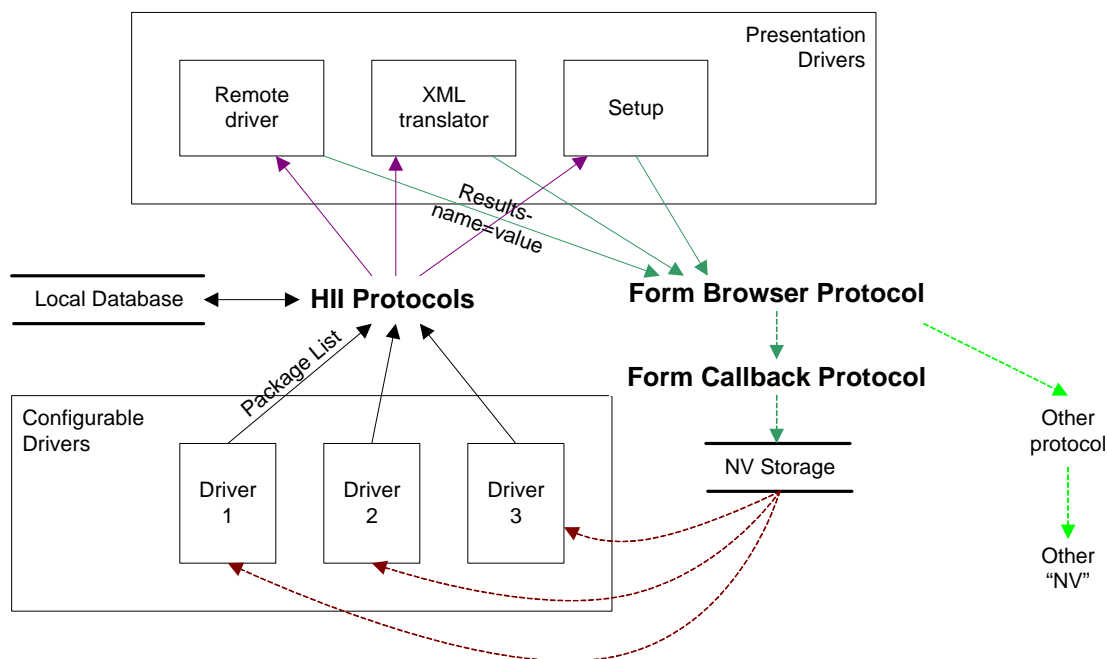 Presentation
Drivers
Remote
driver
XML
translator
Setup
Results-
name=value
Local Database
HII Protocols
Form Browser Protocol
Package List
Form Callback Protocol
Configurable
Drivers
Other
protocol
Driver
1
Driver
2
Driver
3
NV Storage
Other
“NV”